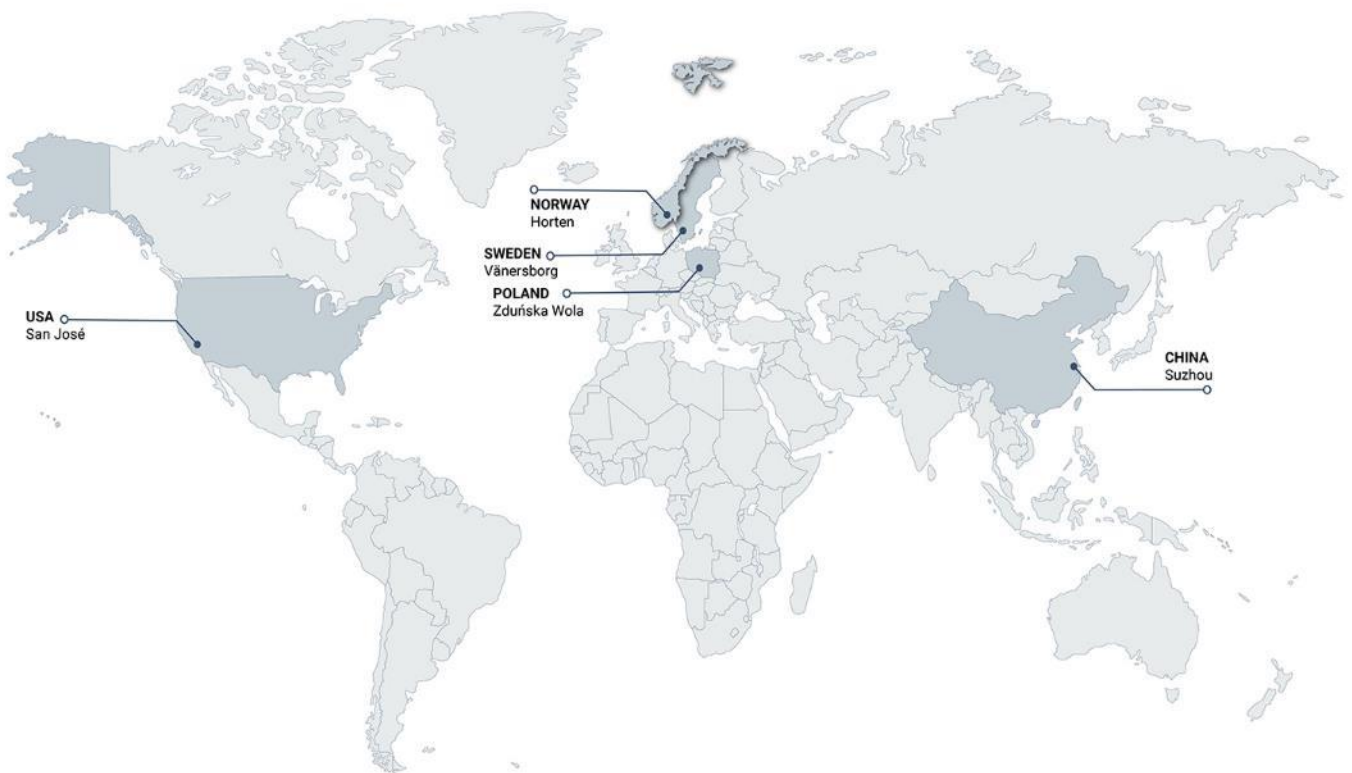 NORWAY
Horten
SWEDEN
Vänersborg
POLAND
Zduńska Wola
USA
San José
CHINA
Suzhou